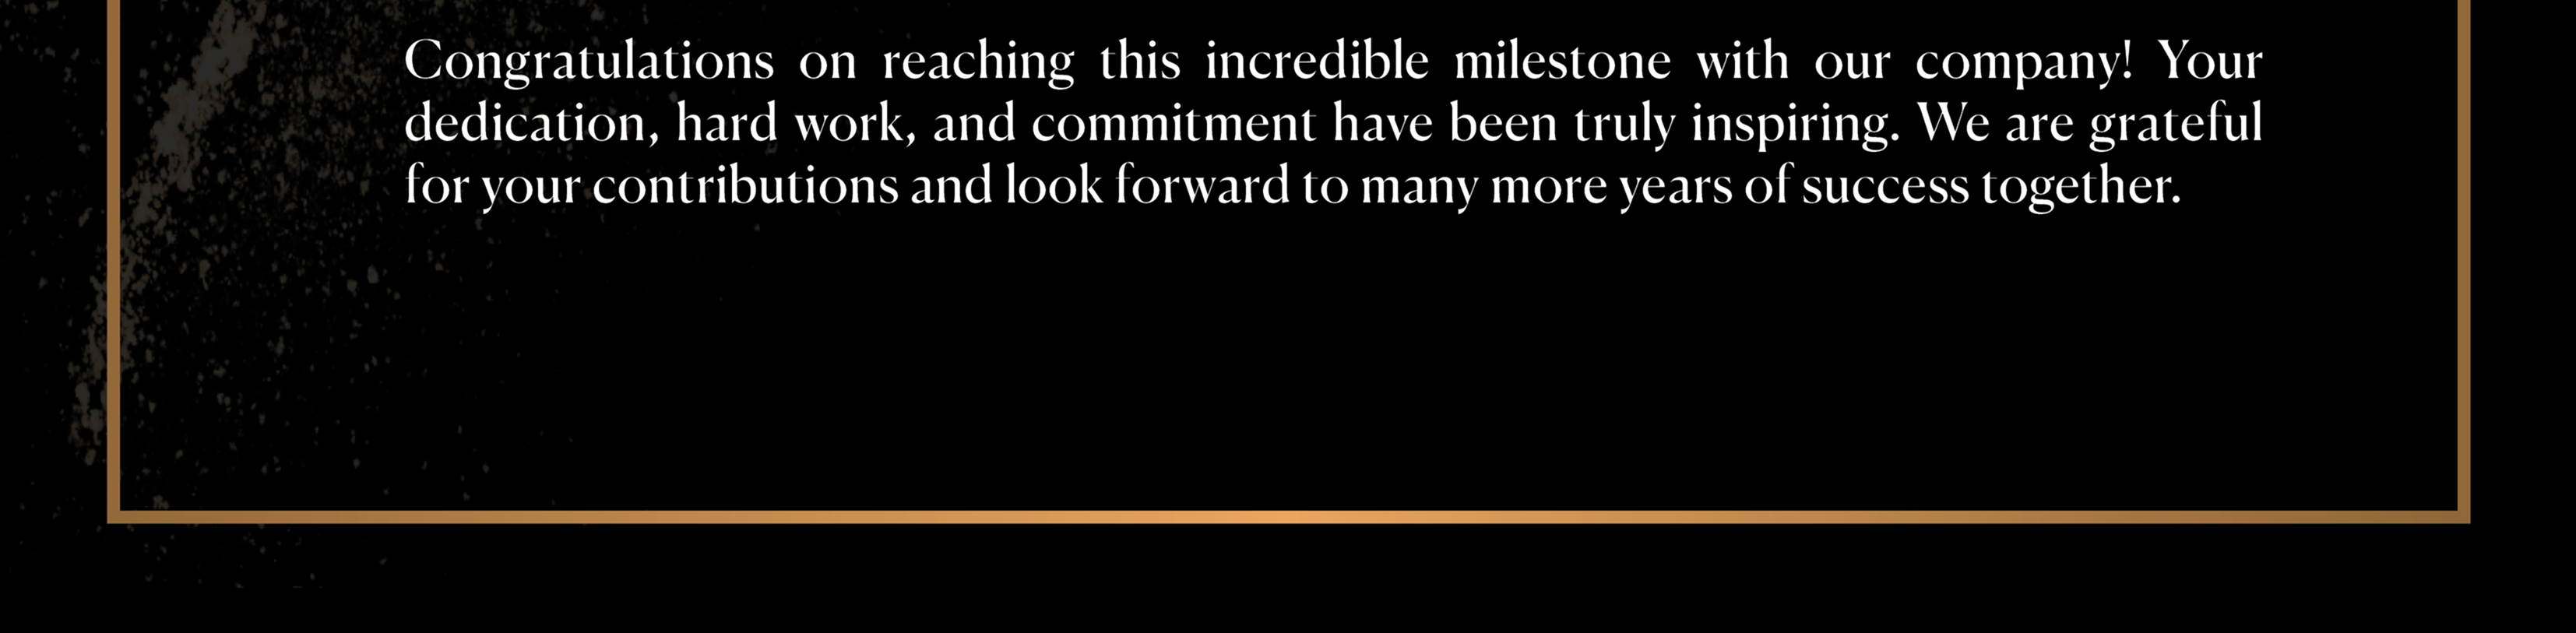 Congratulations on reaching this incredible milestone with our company! Your
dedication, hard work, and commitment have been truly inspiring. We are grateful
for your contributions and look forward to many more years of success together.